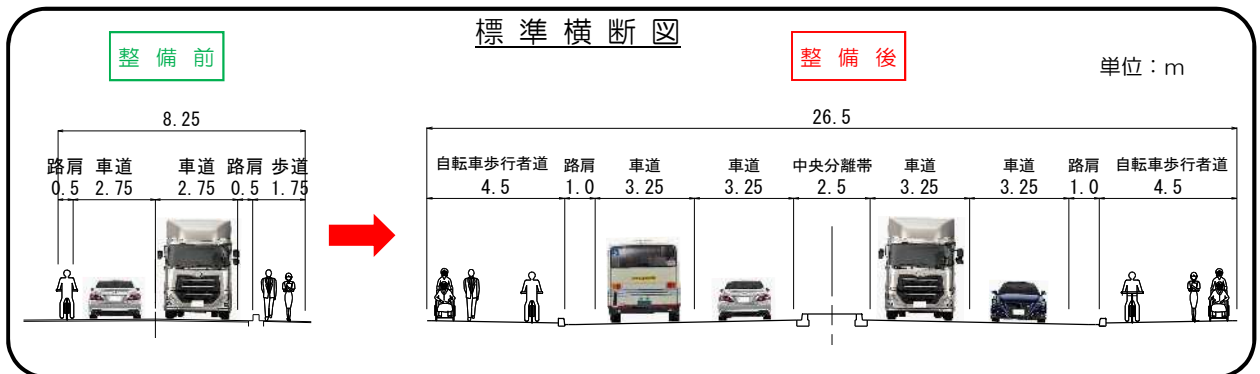 標準横断図
整備前
整備後
単位：m
8.25
路肩 車道 車道 路肩 歩道
0.5 2.75 2.75 0.5 1.75
26.5
自転車歩行者道 路肩 車道 車道 中央分離帯 車道 車道 路肩 自転車歩行者道
4.5 1.0 3.25 3.25 2.5 3.25 3.25 1.0 4.5